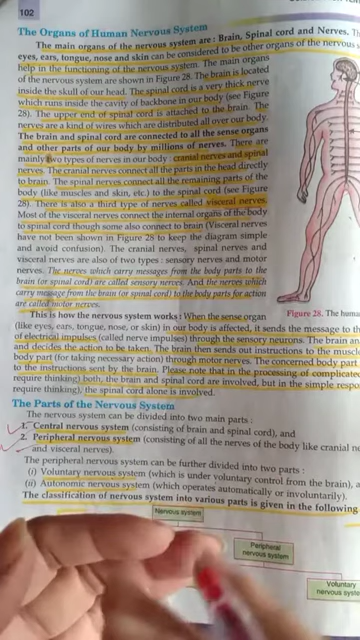 102
The Organs of Human Nervous System
The main organs of the nervous system are : Brain, Spinal cord and Nerves. Th
eyes, ears, tongue, nose and skin can be considered to be other organs of the nervous s
help in the functioning of the nervous system. The main organs
of the nervous system are shown in Figure 28. The brain is located
inside the skull of our head. The spinal cord is a very thick nerve
which runs inside the cavity of backbone in our body (see Figure
28). The upper end of spinal cord is attached to the brain. The
nerves are a kind of wires which are distributed all over our body.
The brain and spinal cord are connected to all the sense organs
and other parts of our body by millions of nerves. There are
mainly two types of nerves in our body : cranial nerves and spinal
nerves. The cranial nerves connect all the parts in the head directly
to brain. The spinal nerves connect all the remaining parts of the
body (like muscles and skin, etc.) to the spinal cord (see Figure
28). There is also a third type of nerves called visceral nerves.
Most of the visceral nerves connect the internal organs of the body
to spinal cord though some also connect to brain (Visceral nerves
have not been shown in Figure 28 to keep the diagram simple
and avoid confusion). The cranial nerves, spinal nerves and
visceral nerves are also of two types : sensory nerves and motor
nerves. The nerves which carry messages from the body parts to the
brain (or spinal cord) are called sensory nerves. And the nerves which
carry message from the brain (or spinal cord) to the body parts for action
are called motor nerves.
Figure 28. The huma
This is how the nervous system works : When the sense organ
(like eyes, ears, tongue, nose, or skin) in our body is affected, it sends the message to th
of electrical impulses (called nerve impulses) through the sensory neurons. The brain an
and decides the action to be taken. The brain then sends out instructions to the muscle
body part (for taking necessary action) through motor nerves. The concerned body part
to the instructions sent by the brain. Please note that in the processing of complicated
require thinking) both, the brain and spinal cord are involved, but in the simple respo
require thinking), the spinal cord alone is involved.
The Parts of the Nervous System
The nervous system can be divided into two main parts :
1. Central nervous system (consisting of brain and spinal cord), and
2. Peripheral nervous system (consisting of all the nerves of the body like cranial ne
and visceral nerves).
The peripheral nervous system can be further divided into two parts :
(i) Voluntary nervous system (which is under voluntary control from the brain), a
(ii) Autonomic nervous system (which operates automatically or involuntarily).
The classification of nervous system into various parts is given in the following
Nervous system
Peripheral
nervous system
Voluntary
nervous syste